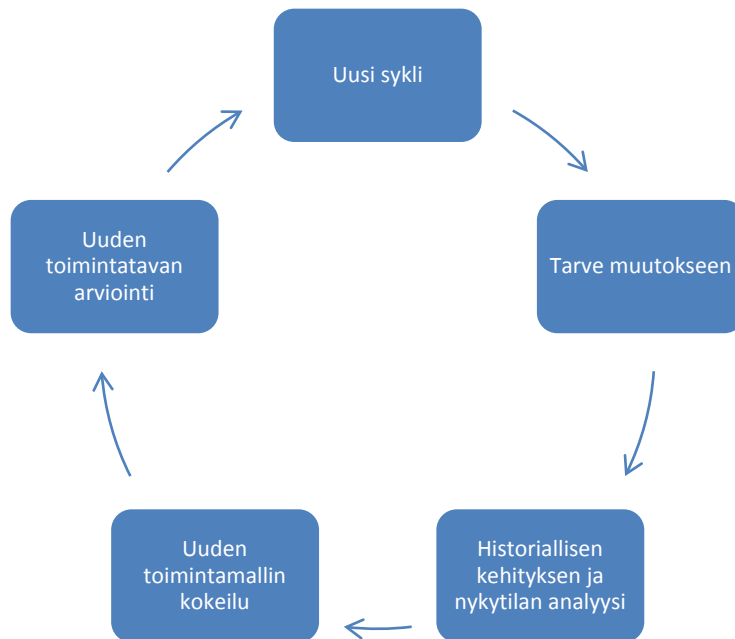 Uusi sykli
Tarve muutokseen
Historiallisen
kehityksen ja
nykytilan analyysi
Uuden
toimintamallin
kokeilu
Uuden
toimintatavan
arviointi